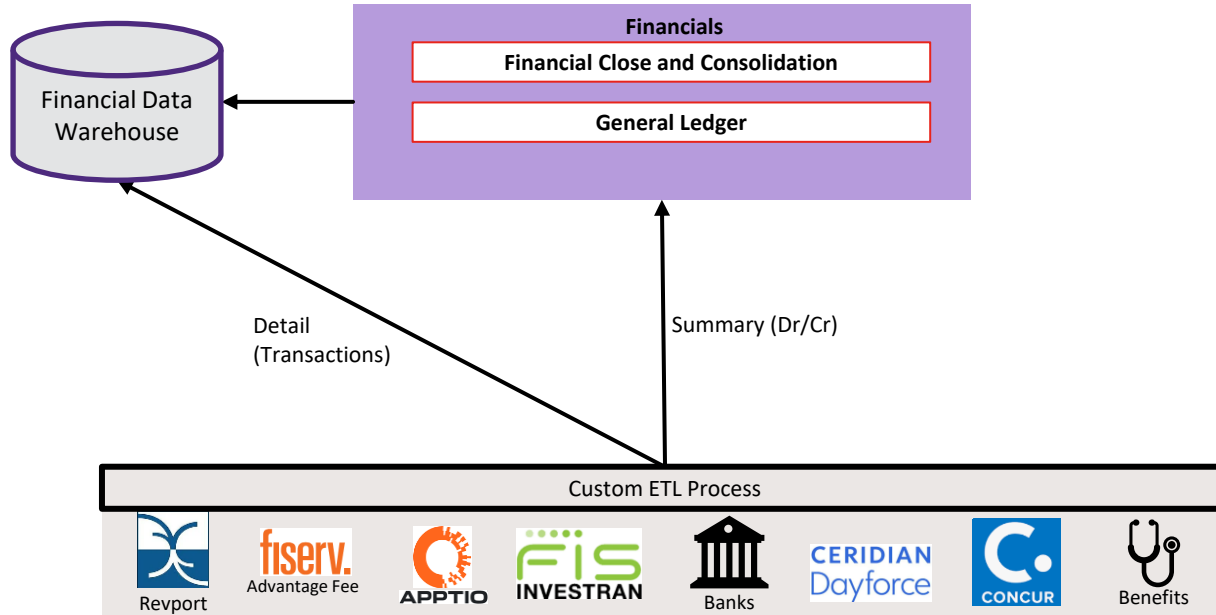 Financials
Financial Close and Consolidation
General Ledger
Financial Data
Warehouse
Detail
(Transactions)
Summary (Dr/Cr)
Custom ETL Process
Revport
fiserv.
Advantage Fee
APPTIO
FIS
INVESTRAN
Banks
CERIDIAN
Dayforce
C.
CONCUR
Benefits